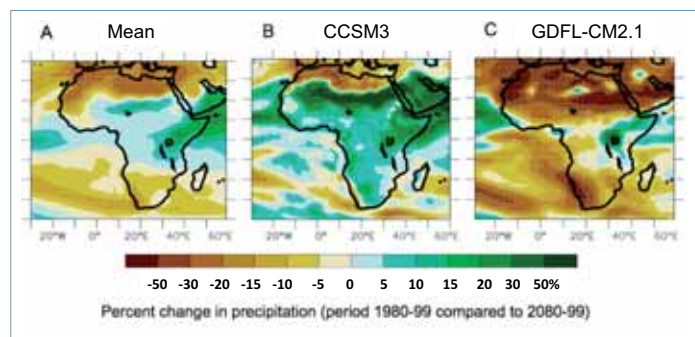 A Mean B CCSM3 C GDFL-CM2.1
20°W 0° 20°E 40°E 60°E 20°W 0° 20°E 40°E 60°E 20°W 0° 20°E 40°E 60°E
-50 -30 -20 -15 -10 -5 0 5 10 15 20 30 50%
Percent change in precipitation (period 1980-99 compared to 2080-99)